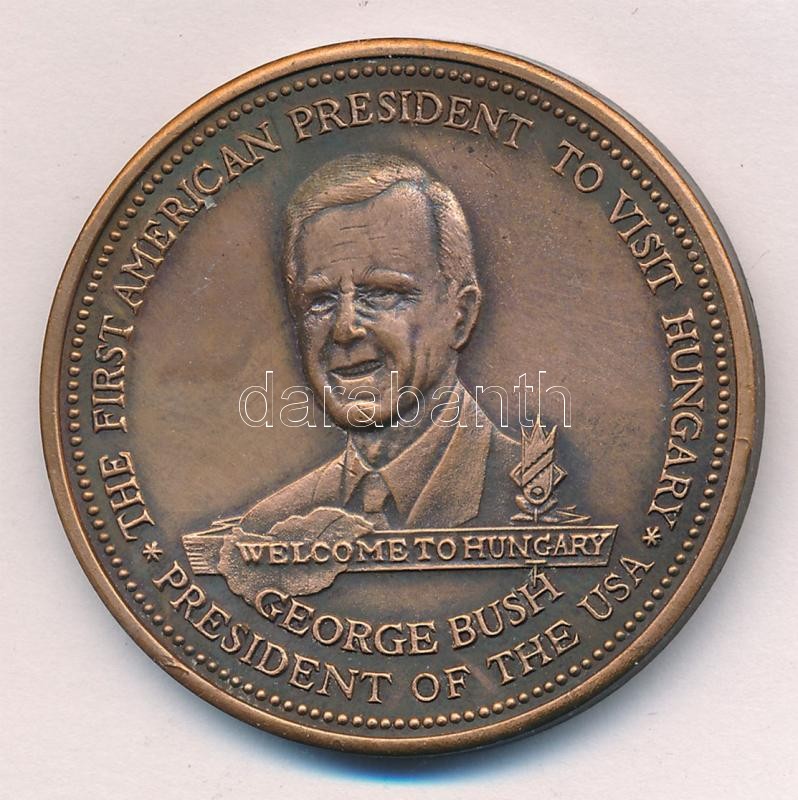 THE FIRST AMERICAN PRESIDENT TO VISIT HUNGARY
WELCOME TO HUNGARY
GEORGE BUSH
* PRESIDENT OF THE USA *
darabanth